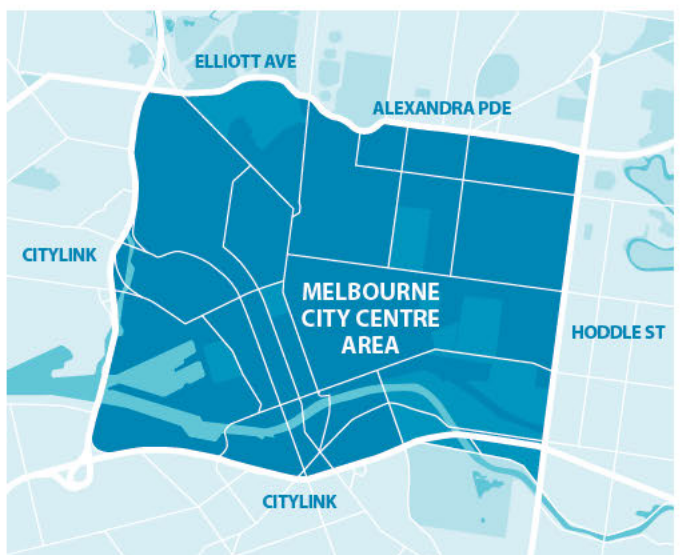 ELLIOTT AVE
ALEXANDRA PDE
CITYLINK
MELBOURNE
CITY CENTRE
AREA
HODDLE ST
CITYLINK